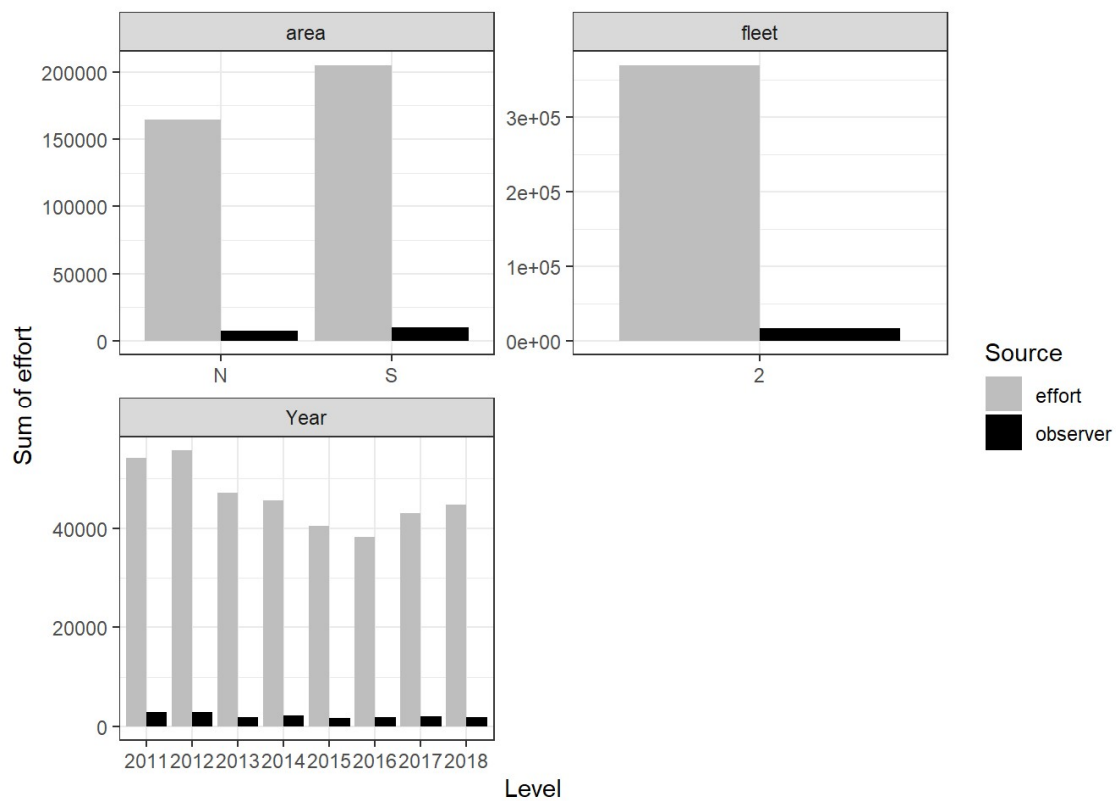 area
fleet
200000
150000
100000
50000
0
N S
3e+05
2e+05
1e+05
0e+00
2
Sum of effort
Year
40000
20000
0
2011 2012 2013 2014 2015 2016 2017 2018
Level
Source
effort
observer